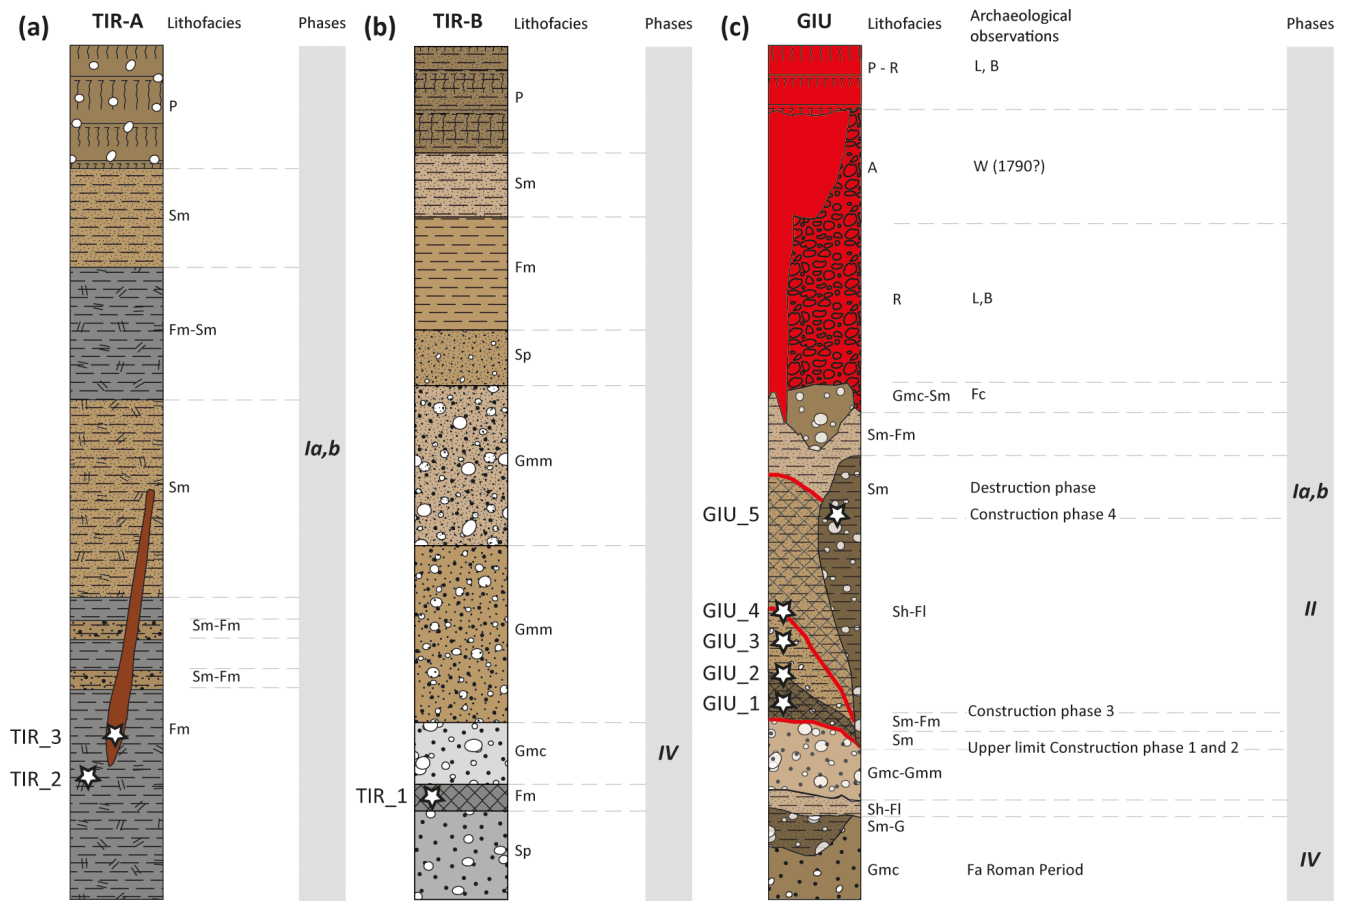 (a)
TIR-A
Lithofacies
Phases
P
Sm
Fm-Sm
Sm
Sm-Fm
Sm-Fm
Fm
TIR_3
TIR_2
Ia,b
(b)
TIR-B
Lithofacies
Phases
P
Sm
Fm
Sp
Gmm
Gmm
Gmc
Fm
Sp
TIR_1
IV
(c)
GIU
Lithofacies
Archaeological
observations
Phases
P - R
L, B
A
W (1790?)
R
L,B
Gmc-Sm
Fc
Sm-Fm
Sm
Destruction phase
Construction phase 4
Sh-Fl
Construction phase 3
Sm-Fm
Sm
Upper limit Construction phase 1 and 2
Gmc-Gmm
Sh-Fl
Sm-G
Gmc
Fa Roman Period
GIU_5
GIU_4
GIU_3
GIU_2
GIU_1
Ia,b
II
IV